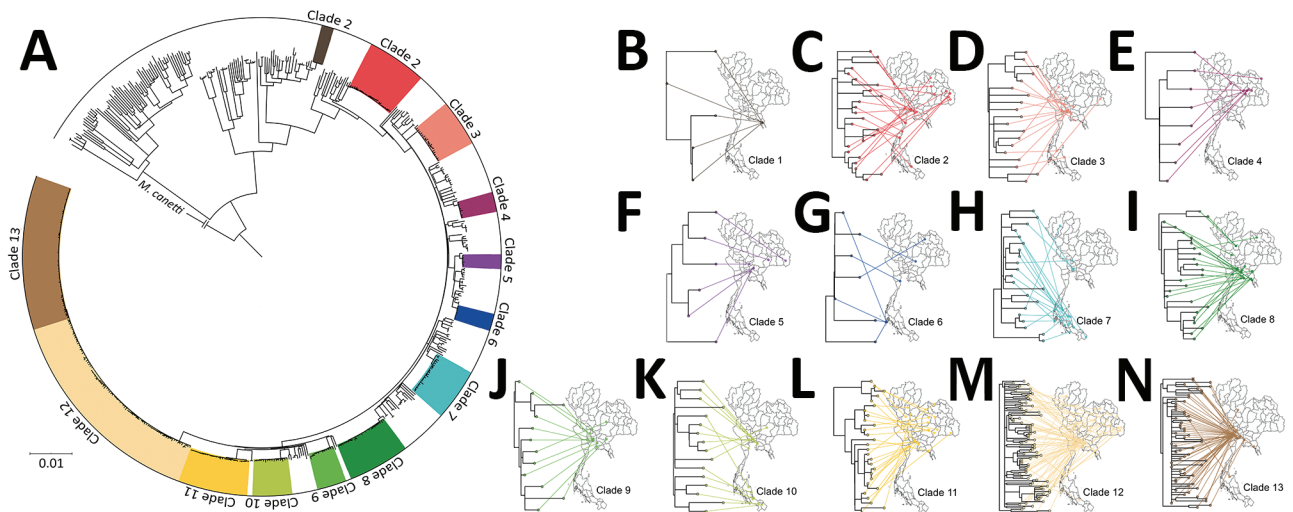 A
Clade 2
Clade 2
Clade 3
Clade 4
Clade 5
Clade 6
Clade 7
Clade 8
Clade 9
Clade 10
Clade 11
Clade 12
Clade 13
M. canetti
0.01
B
Clade 1
C
Clade 2
D
Clade 3
E
Clade 4
F
Clade 5
G
Clade 6
H
Clade 7
I
Clade 8
J
Clade 9
K
Clade 10
L
Clade 11
M
Clade 12
N
Clade 13